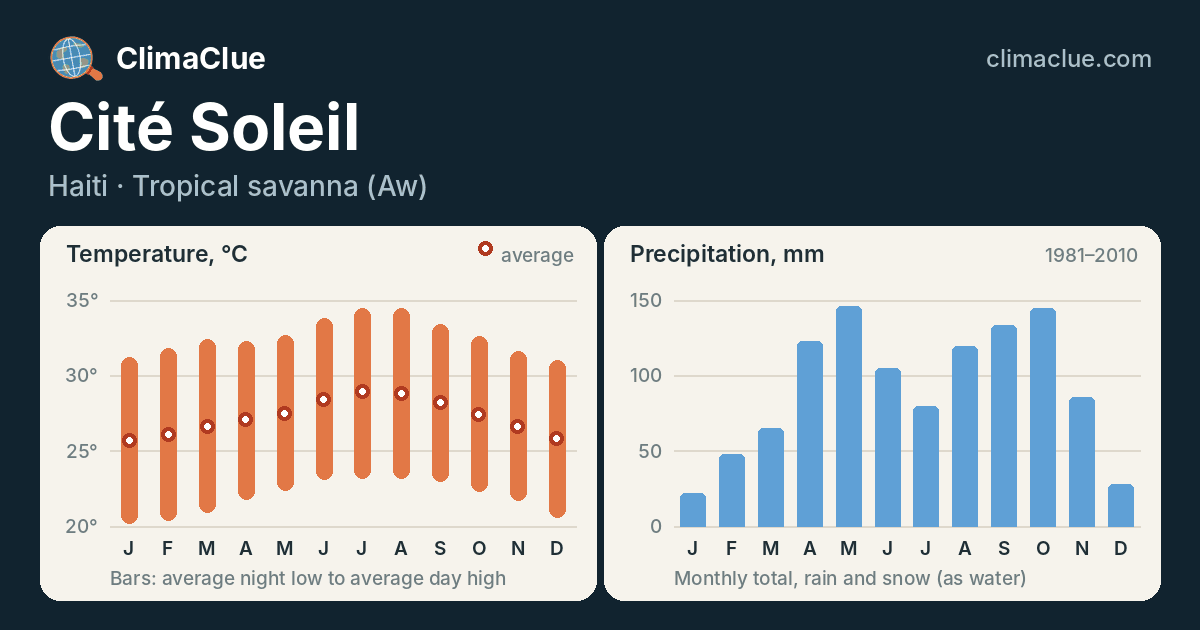 ClimaClue
climaclue.com
Cité Soleil
Haiti · Tropical savanna (Aw)
Temperature, °C
average
35°
30°
25°
20°
J F M A M J J A S O N D
Bars: average night low to average day high
Precipitation, mm
1981–2010
150
100
50
0
J F M A M J J A S O N D
Monthly total, rain and snow (as water)